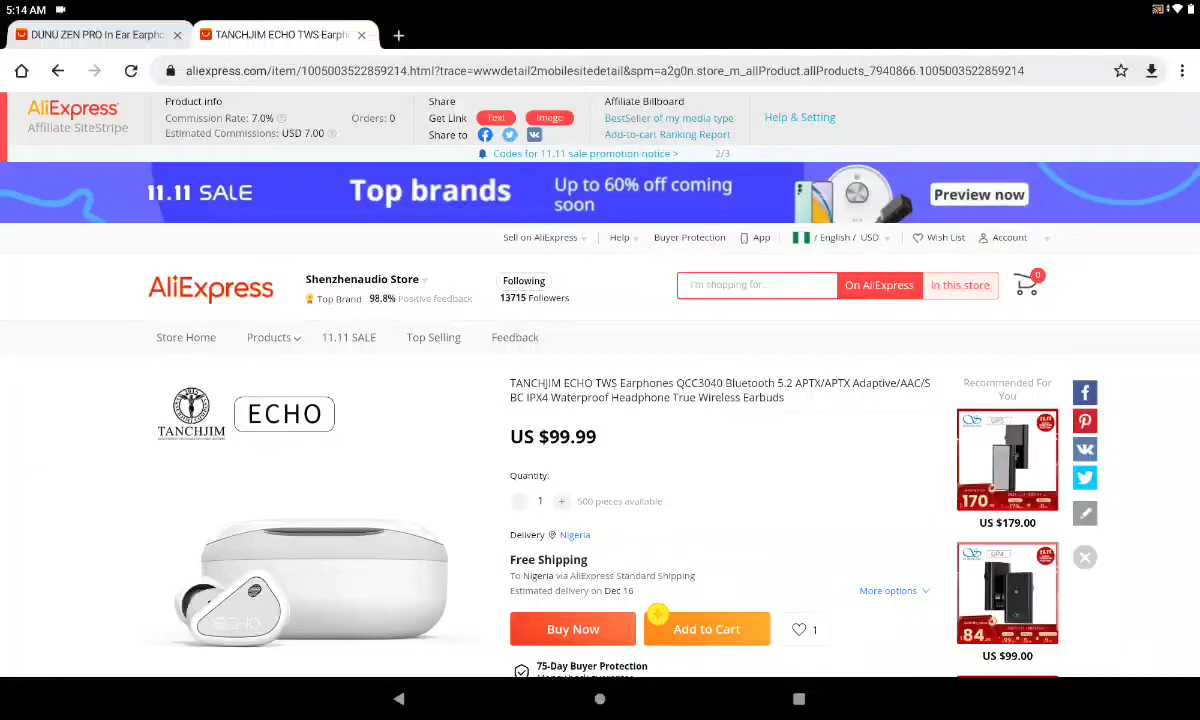 5:14 AM
DUNU ZEN PRO In Ear Earpho
TANCHJIM ECHO TWS Earph
aliexpress.com/item/1005003522859214.html?trace=wwwdetail2mobilesitedetail&spm=a2g0n.store_m_allProduct.allProducts_7940866.1005003522859214
AliExpress
Affiliate SiteStripe
Product info
Commission Rate: 7.0%
Orders: 0
Estimated Commissions: USD 7.00
Share
Get Link Text Image
Share to
Affiliate Billboard
BestSeller of my media type
Add-to-cart Ranking Report
Help & Setting
Codes for 11.11 sale promotion notice >
2/3
11.11 SALE
Top brands
Up to 60% off coming
soon
Preview now
Sell on AliExpress
Help
Buyer Protection
App
/ English / USD
Wish List
Account
AliExpress
Shenzhenaudio Store
Top Brand 98.8% Positive feedback
Following
13715 Followers
I'm shopping for...
On AliExpress
In this store
0
Store Home
Products
11.11 SALE
Top Selling
Feedback
TANCHJIM
ECHO
ECHO
TANCHJIM ECHO TWS Earphones QCC3040 Bluetooth 5.2 APTX/APTX Adaptive/AAC/S
BC IPX4 Waterproof Headphone True Wireless Earbuds
US $99.99
Quantity:
1 + 500 pieces available
Delivery Nigeria
Free Shipping
To Nigeria via AliExpress Standard Shipping
Estimated delivery on Dec 16
More options
Buy Now
Add to Cart
1
75-Day Buyer Protection
Money back guarantee
Recommended For
You
UP5
170
US $179.00
UP4
84
US $99.00